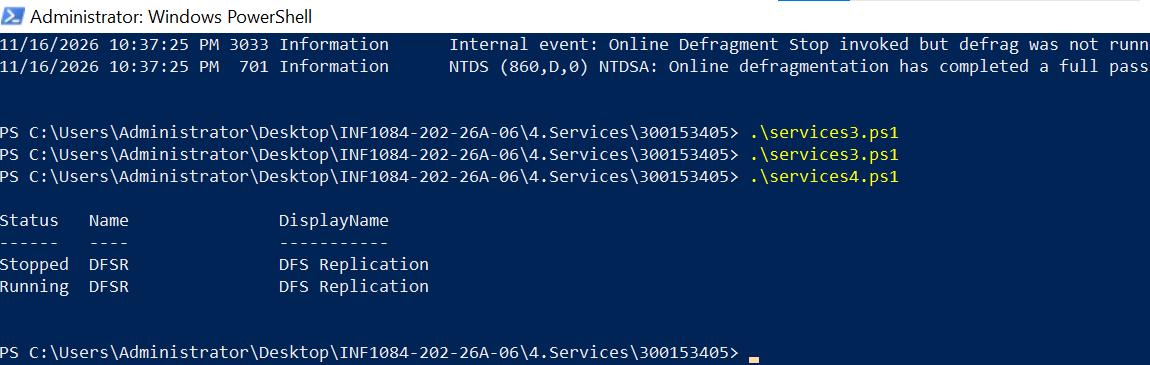 Administrator: Windows PowerShell
11/16/2026 10:37:25 PM 3033 Information      Internal event: Online Defragment Stop invoked but defrag was not runn
11/16/2026 10:37:25 PM  701 Information      NTDS (860,D,0) NTDSA: Online defragmentation has completed a full pass
PS C:\Users\Administrator\Desktop\INF1084-202-26A-06\4.Services\300153405> .\services3.ps1
PS C:\Users\Administrator\Desktop\INF1084-202-26A-06\4.Services\300153405> .\services3.ps1
PS C:\Users\Administrator\Desktop\INF1084-202-26A-06\4.Services\300153405> .\services4.ps1
Status   Name               DisplayName
------   ----               -----------
Stopped  DFSR               DFS Replication
Running  DFSR               DFS Replication
PS C:\Users\Administrator\Desktop\INF1084-202-26A-06\4.Services\300153405>